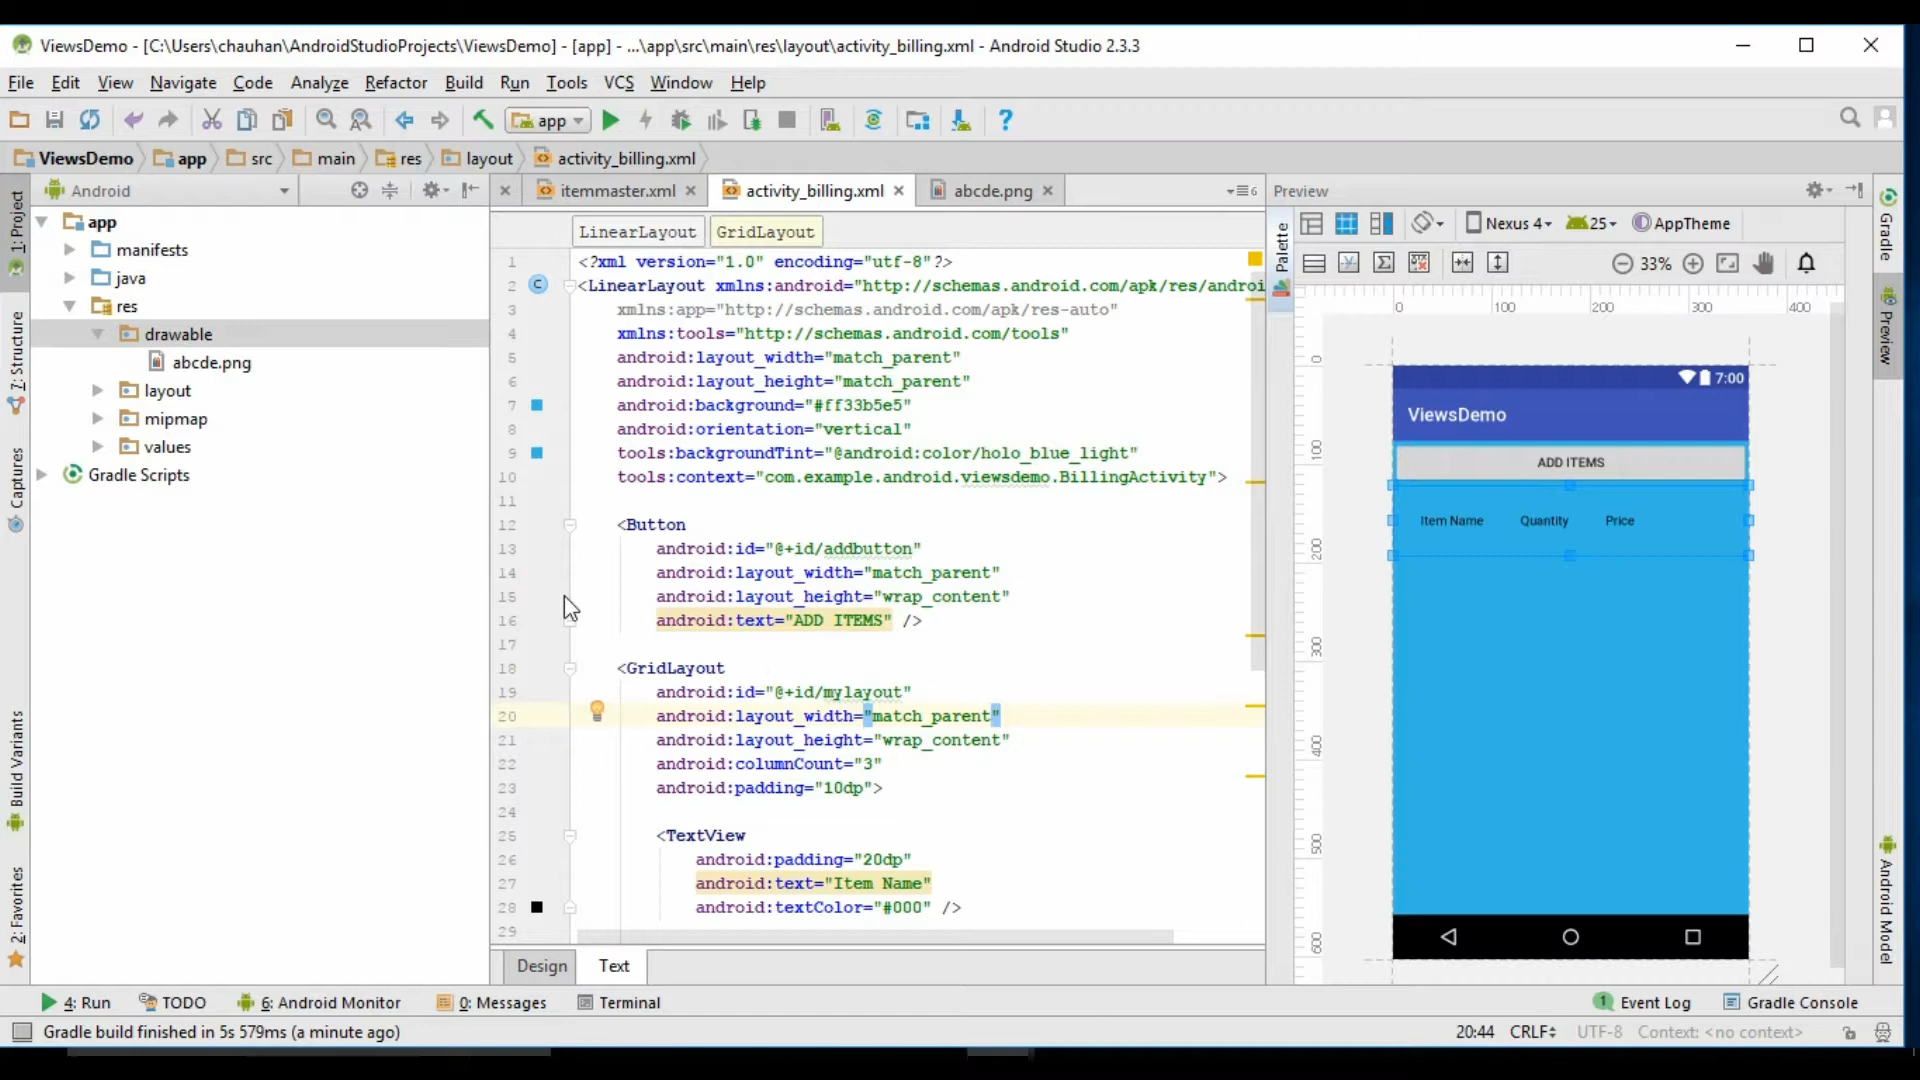 ViewsDemo - [C:\Users\chauhan\AndroidStudioProjects\ViewsDemo] - [app] - ...\app\src\main\res\layout\activity_billing.xml - Android Studio 2.3.3
File Edit View Navigate Code Analyze Refactor Build Run Tools VCS Window Help
app
ViewsDemo app src main res layout activity_billing.xml
Android
itemmaster.xml activity_billing.xml abcde.png 6
Preview
1: Project
7: Structure
Captures
Build Variants
2: Favorites
app
manifests
java
res
drawable
abcde.png
layout
mipmap
values
Gradle Scripts
LinearLayout GridLayout
1 <?xml version="1.0" encoding="utf-8"?>
2 <LinearLayout xmlns:android="http://schemas.android.com/apk/res/androi
3 xmlns:app="http://schemas.android.com/apk/res-auto"
4 xmlns:tools="http://schemas.android.com/tools"
5 android:layout_width="match_parent"
6 android:layout_height="match_parent"
7 android:background="#ff33b5e5"
8 android:orientation="vertical"
9 tools:backgroundTint="@android:color/holo_blue_light"
10 tools:context="com.example.android.viewsdemo.BillingActivity">
11
12 <Button
13 android:id="@+id/addbutton"
14 android:layout_width="match_parent"
15 android:layout_height="wrap_content"
16 android:text="ADD ITEMS" />
17
18 <GridLayout
19 android:id="@+id/mylayout"
20 android:layout_width="match_parent"
21 android:layout_height="wrap_content"
22 android:columnCount="3"
23 android:padding="10dp">
24
25 <TextView
26 android:padding="20dp"
27 android:text="Item Name"
28 android:textColor="#000" />
29
C
Design Text
Palette
Nexus 4 25 AppTheme
33%
0 100 200 300 400
0
100
200
300
400
500
600
7:00
ViewsDemo
ADD ITEMS
Item Name Quantity Price
Gradle
Preview
Android Model
4: Run TODO 6: Android Monitor 0: Messages Terminal 1 Event Log Gradle Console
Gradle build finished in 5s 579ms (a minute ago) 20:44 CRLF UTF-8 Context: <no context>